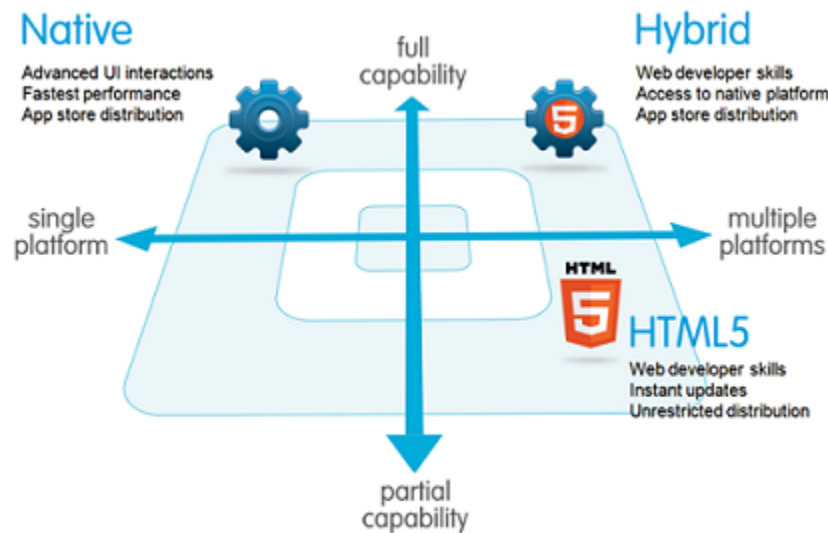 Native
Advanced UI interactions
Fastest performance
App store distribution
full
capability
Hybrid
Web developer skills
Access to native platform
App store distribution
5
single
platform
multiple
platforms
HTML
5
HTML5
Web developer skills
Instant updates
Unrestricted distribution
partial
capability